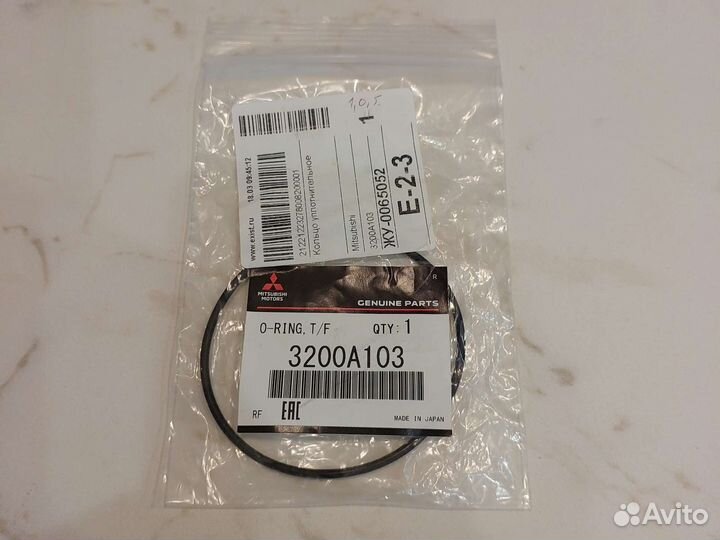 www.exist.ru 18.03 09:45:12
2122122327800820001
Кольцо уплотнительное
Mitsubishi
3200A103
ЖУ-0065052
1
E-2-3
MITSUBISHI
MOTORS
GENUINE PARTS
R
O-RING,T/F QTY: 1
3200A103
RF EAC MADE IN JAPAN
Avito